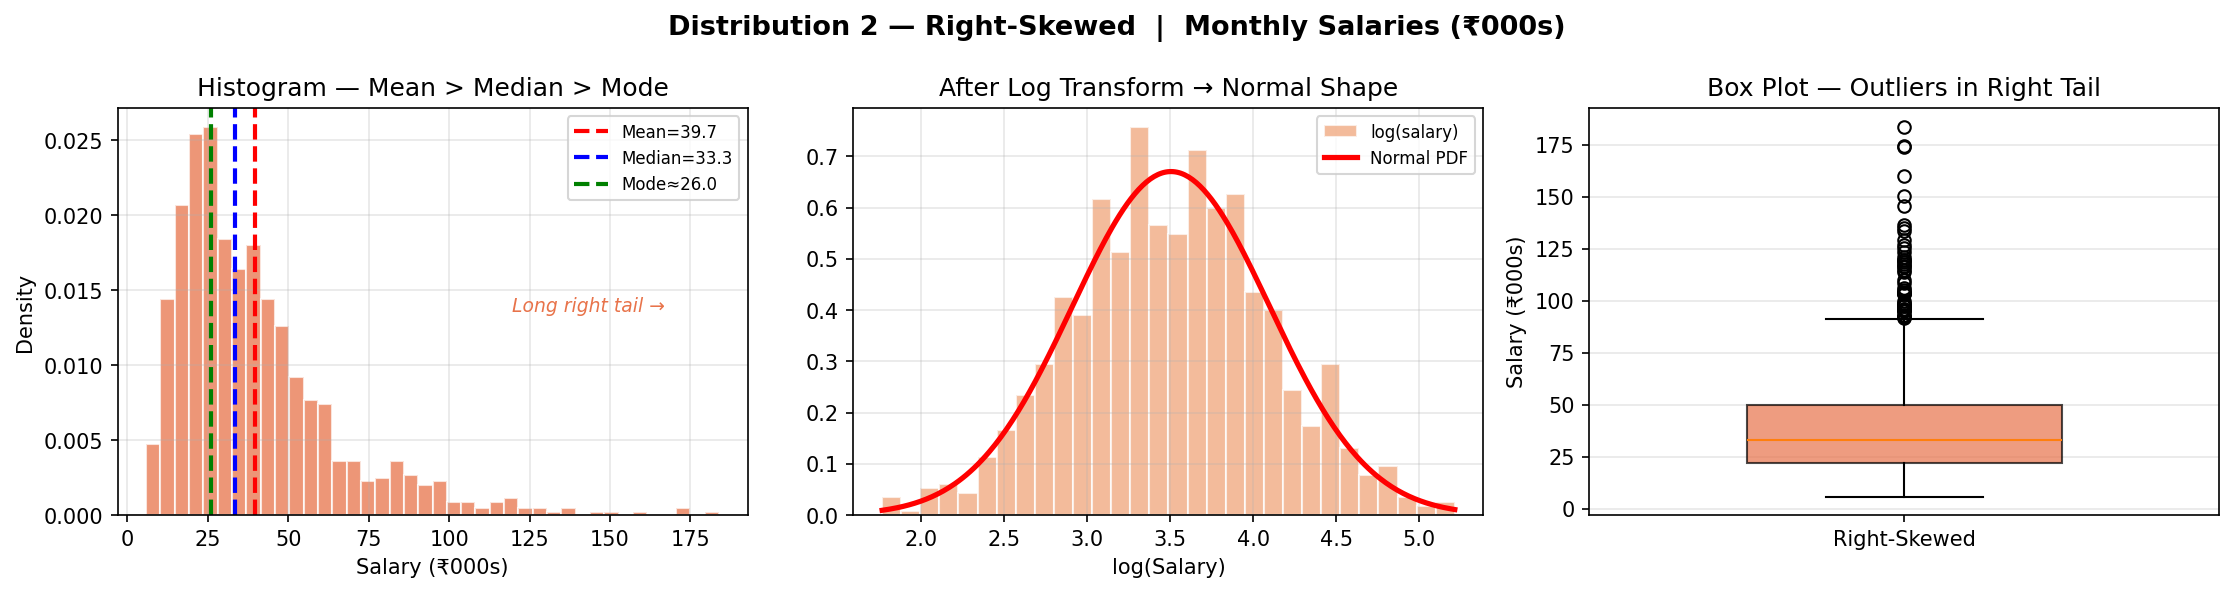 Distribution 2 — Right-Skewed  |  Monthly Salaries (₹000s)
Histogram — Mean > Median > Mode
Mean=39.7
Median=33.3
Mode≈26.0
Long right tail →
Density
0.025
0.020
0.015
0.010
0.005
0.000
0 25 50 75 100 125 150 175
Salary (₹000s)
After Log Transform → Normal Shape
log(salary)
Normal PDF
0.7
0.6
0.5
0.4
0.3
0.2
0.1
0.0
2.0 2.5 3.0 3.5 4.0 4.5 5.0
log(Salary)
Box Plot — Outliers in Right Tail
Salary (₹000s)
175
150
125
100
75
50
25
0
Right-Skewed